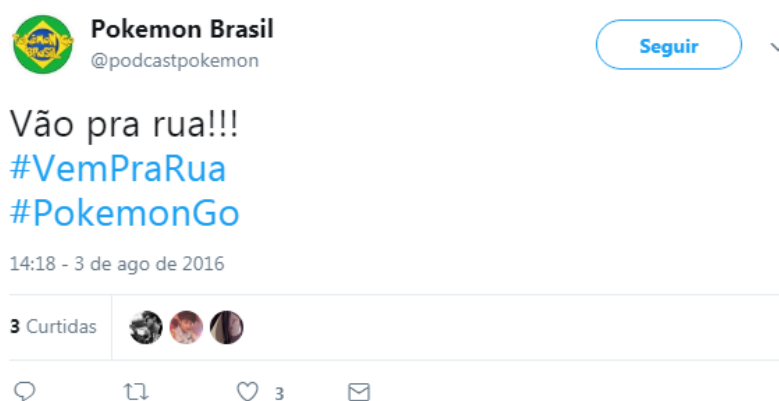 Pokemon Brasil
@podcastpokemon
Seguir
Vão pra rua!!!
#VemPraRua
#PokemonGo
14:18 - 3 de ago de 2016
3 Curtidas
3